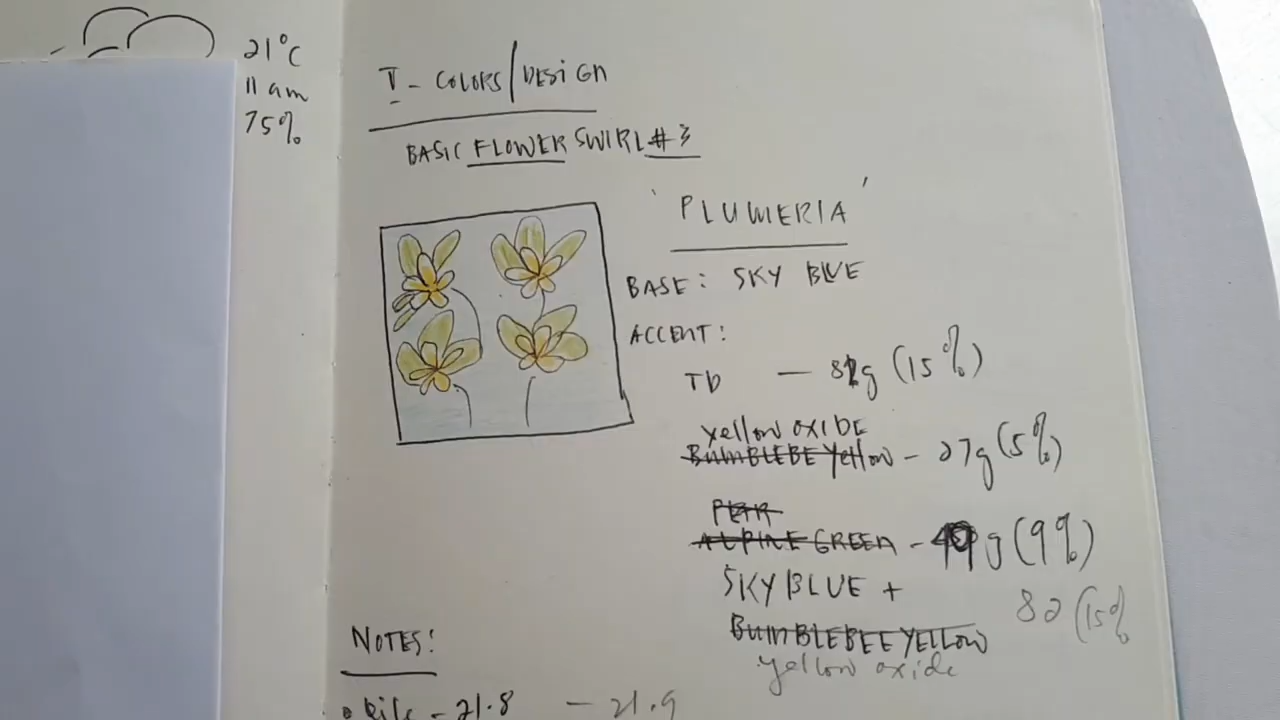 21°C
11 am
75%
V - COLORS/DESIGN
BASIC FLOWER SWIRL #3
'PLUMERIA'
BASE: SKY BLUE
ACCENT:
TD — 82g (15%)
yellow oxide
BUMBLEBE Yellow - 27g (5%)
PEAR
ALPINE GREEN - 49g (9%)
SKY BLUE +
82 (15%
BUMBLEBEE YELLOW
yellow oxide
NOTES:
- 21.8 — 21.9